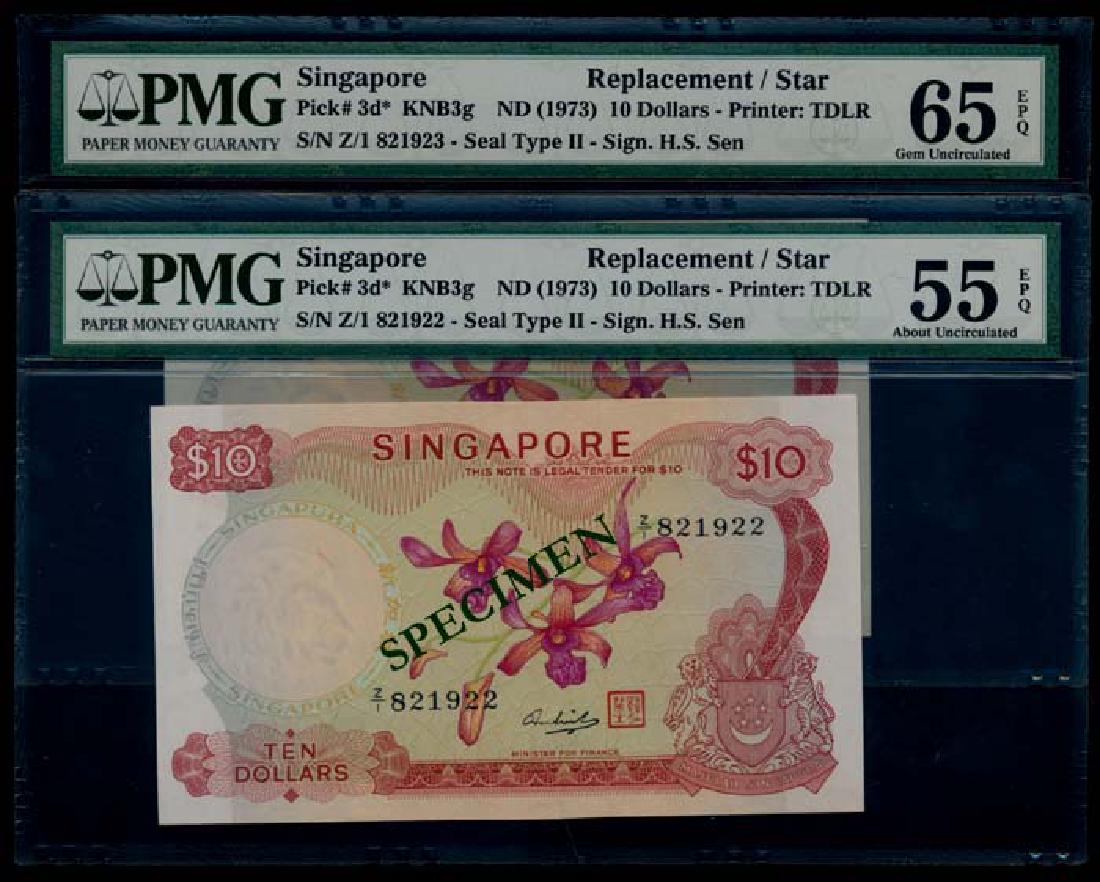 PMG
PAPER MONEY GUARANTY
Singapore Replacement / Star
Pick# 3d* KNB3g ND (1973) 10 Dollars - Printer: TDLR
S/N Z/1 821923 - Seal Type II - Sign. H.S. Sen
65 EPQ
Gem Uncirculated
PMG
PAPER MONEY GUARANTY
Singapore Replacement / Star
Pick# 3d* KNB3g ND (1973) 10 Dollars - Printer: TDLR
S/N Z/1 821922 - Seal Type II - Sign. H.S. Sen
55 EPQ
About Uncirculated
$10 SINGAPORE $10
THIS NOTE IS LEGAL TENDER FOR $10
SINGAPURA
Z/1 821922
SPECIMEN
SINGAPORE
Z/1 821922
MINISTER FOR FINANCE
TEN
DOLLARS